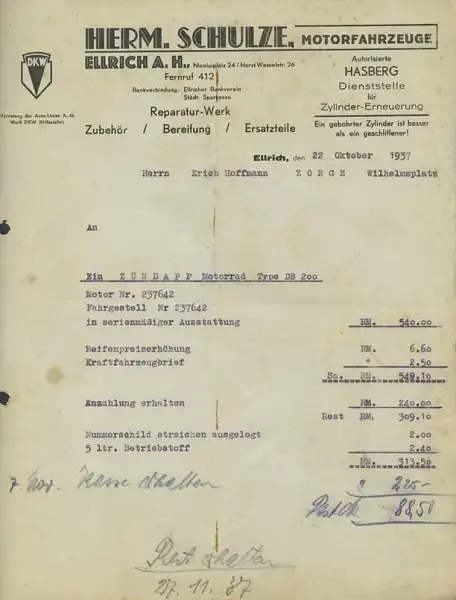 HERM. SCHULZE, MOTORFAHRZEUGE
ELLRICH A. H., Nicolaiplatz 24 / Horst Wesselstr. 26
Fernruf 412
Bankverbindung: Ellricher Bankverein
Städt. Sparkasse
Reparatur-Werk
Zubehör / Bereifung / Ersatzteile
DKW
Vertretung der Auto-Union A.-G.
Werk DKW
Autorisierte
HASBERG
Dienststelle
für
Zylinder-Erneuerung
Ein gebohrter Zylinder ist besser
als ein geschliffener!
Ellrich, den 22 Oktober 1937
Herrn Erich Hoffmann ZORGE Wilhelmsplatz
An
Ein ZÜNDAPP Motorrad Type DB 200
Motor Nr. 237642
Fahrgestell Nr 237642
in serienmäßiger Ausstattung RM. 540.00
Reifenpreiserhöhung RM. 6.60
Kraftfahrzeugbrief " 2.50
Sa. RM. 549.10
Anzahlung erhalten RM. 240.00
Rest RM. 309.10
Nummerschild streichen ausgelegt 2.00
5 ltr. Betriebstoff 2.40
RM. 313.50
7. Nov. Kasse erhalten " 225.-
88,50
Rest erhalten
27.11.37